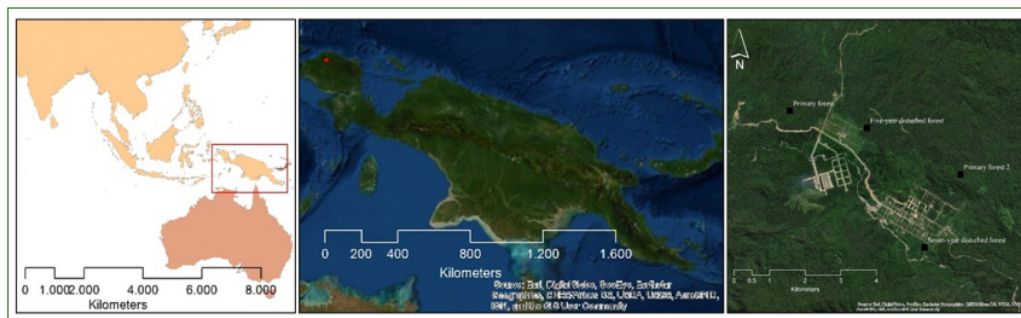 0 1.000 2.000 4.000 6.000 8.000
Kilometers
0 200 400 800 1.200 1.600
Kilometers
Source: Esri, DigitalGlobe, GeoEye, Earthstar
Geographics, CNES/Airbus DS, USDA, USGS, AeroGRID,
IGN, and the GIS User Community
N
Primary forest
Five-year disturbed forest
Primary forest 2
Seven-year disturbed forest
0 0.5 1 2 3 4
Kilometers